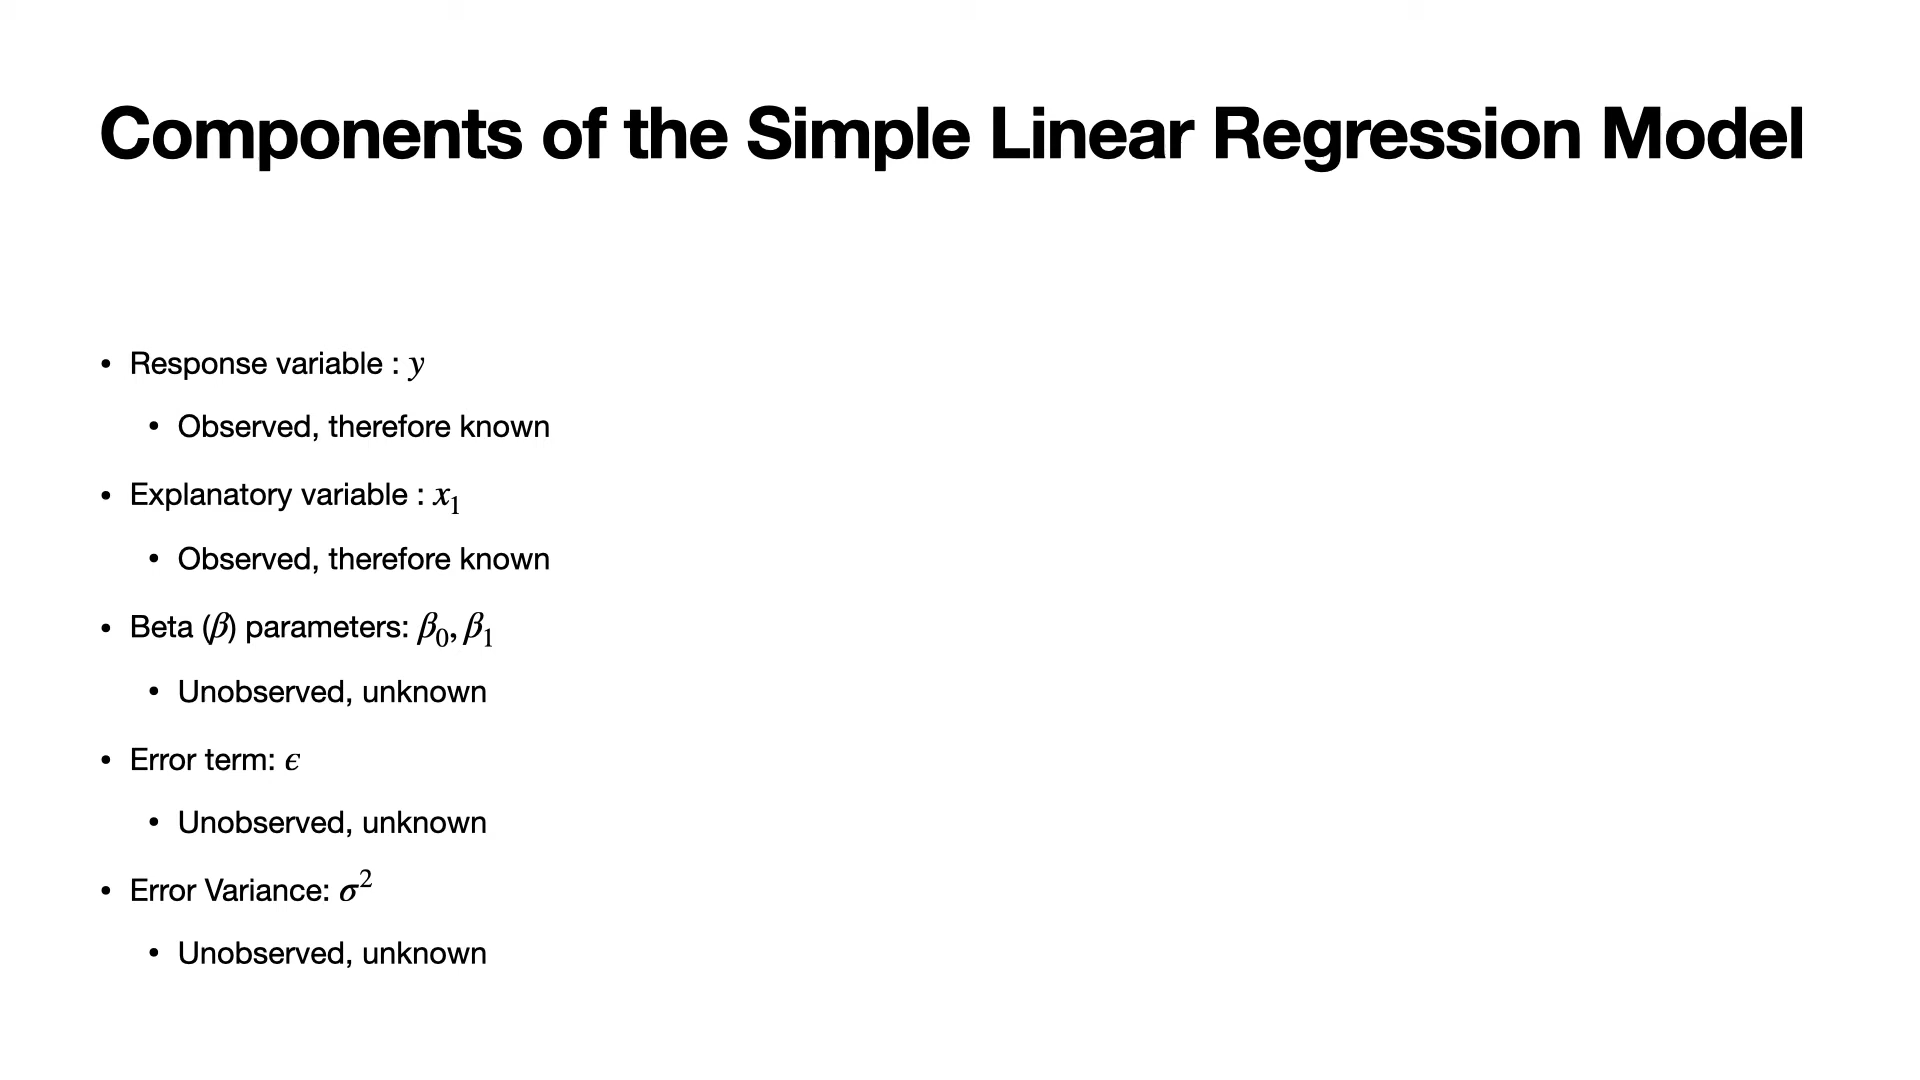 Components of the Simple Linear Regression Model
• Response variable : y
• Observed, therefore known
• Explanatory variable : x₁
• Observed, therefore known
• Beta (β) parameters: β₀, β₁
• Unobserved, unknown
• Error term: ϵ
• Unobserved, unknown
• Error Variance: σ²
• Unobserved, unknown